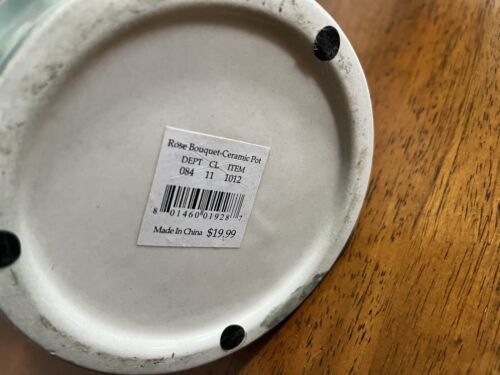 Rose Bouquet-Ceramic Pot
DEPT CL ITEM
084 11 1012
8 01460 01928 7
Made In China $19.99